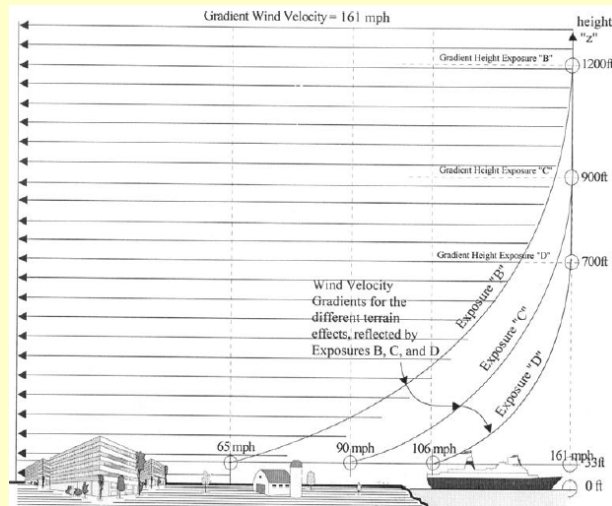 Gradient Wind Velocity = 161 mph
height
"z"
Gradient Height Exposure "B"
1200ft
Gradient Height Exposure "C"
900ft
Gradient Height Exposure "D"
700ft
Wind Velocity
Gradients for the
different terrain
effects, reflected by
Exposures B, C, and D
Exposure "B"
Exposure "C"
Exposure "D"
65 mph
90 mph
106 mph
161 mph
33ft
0 ft